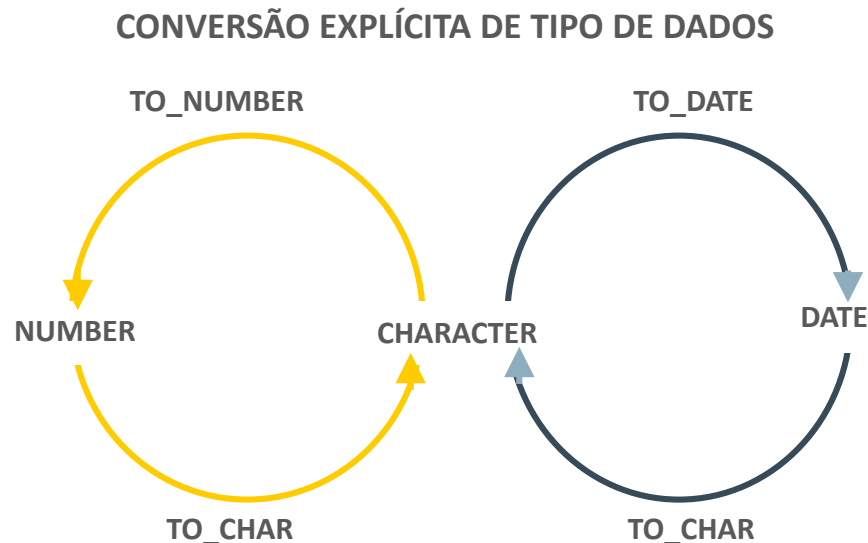 CONVERSÃO EXPLÍCITA DE TIPO DE DADOS
TO_NUMBER
TO_DATE
NUMBER
CHARACTER
DATE
TO_CHAR
TO_CHAR